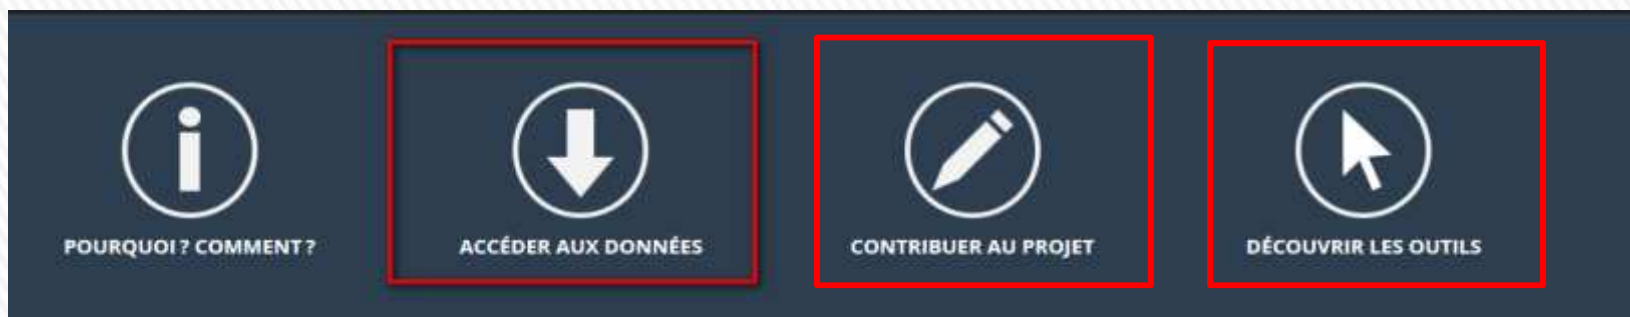 POURQUOI ? COMMENT ?
ACCÉDER AUX DONNÉES
CONTRIBUER AU PROJET
DÉCOUVRIR LES OUTILS